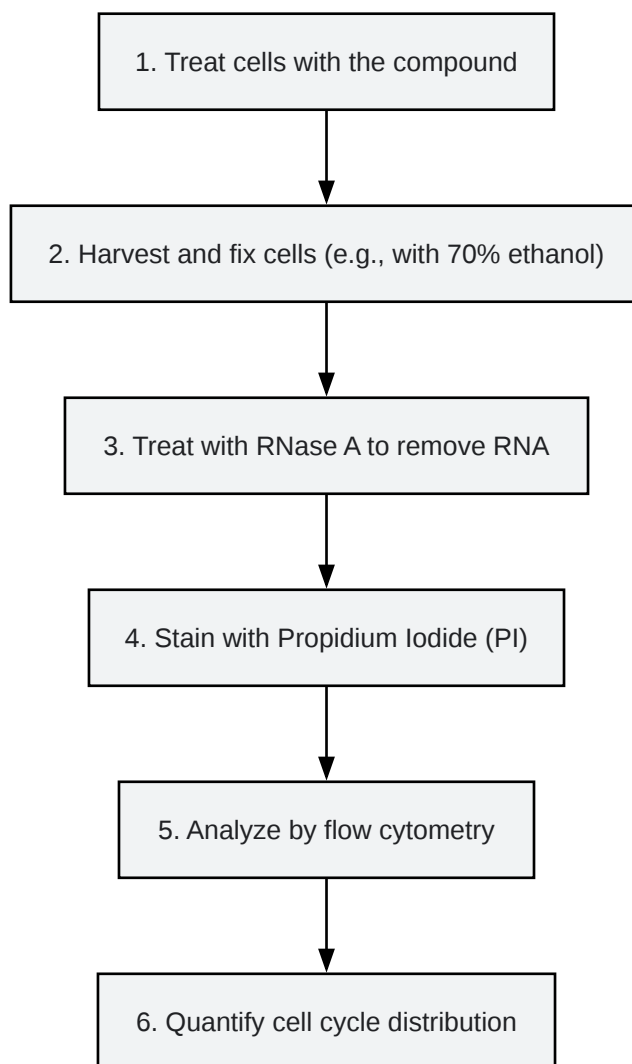 1. Treat cells with the compound
2. Harvest and fix cells (e.g., with 70% ethanol)
3. Treat with RNase A to remove RNA
4. Stain with Propidium Iodide (PI)
5. Analyze by flow cytometry
6. Quantify cell cycle distribution